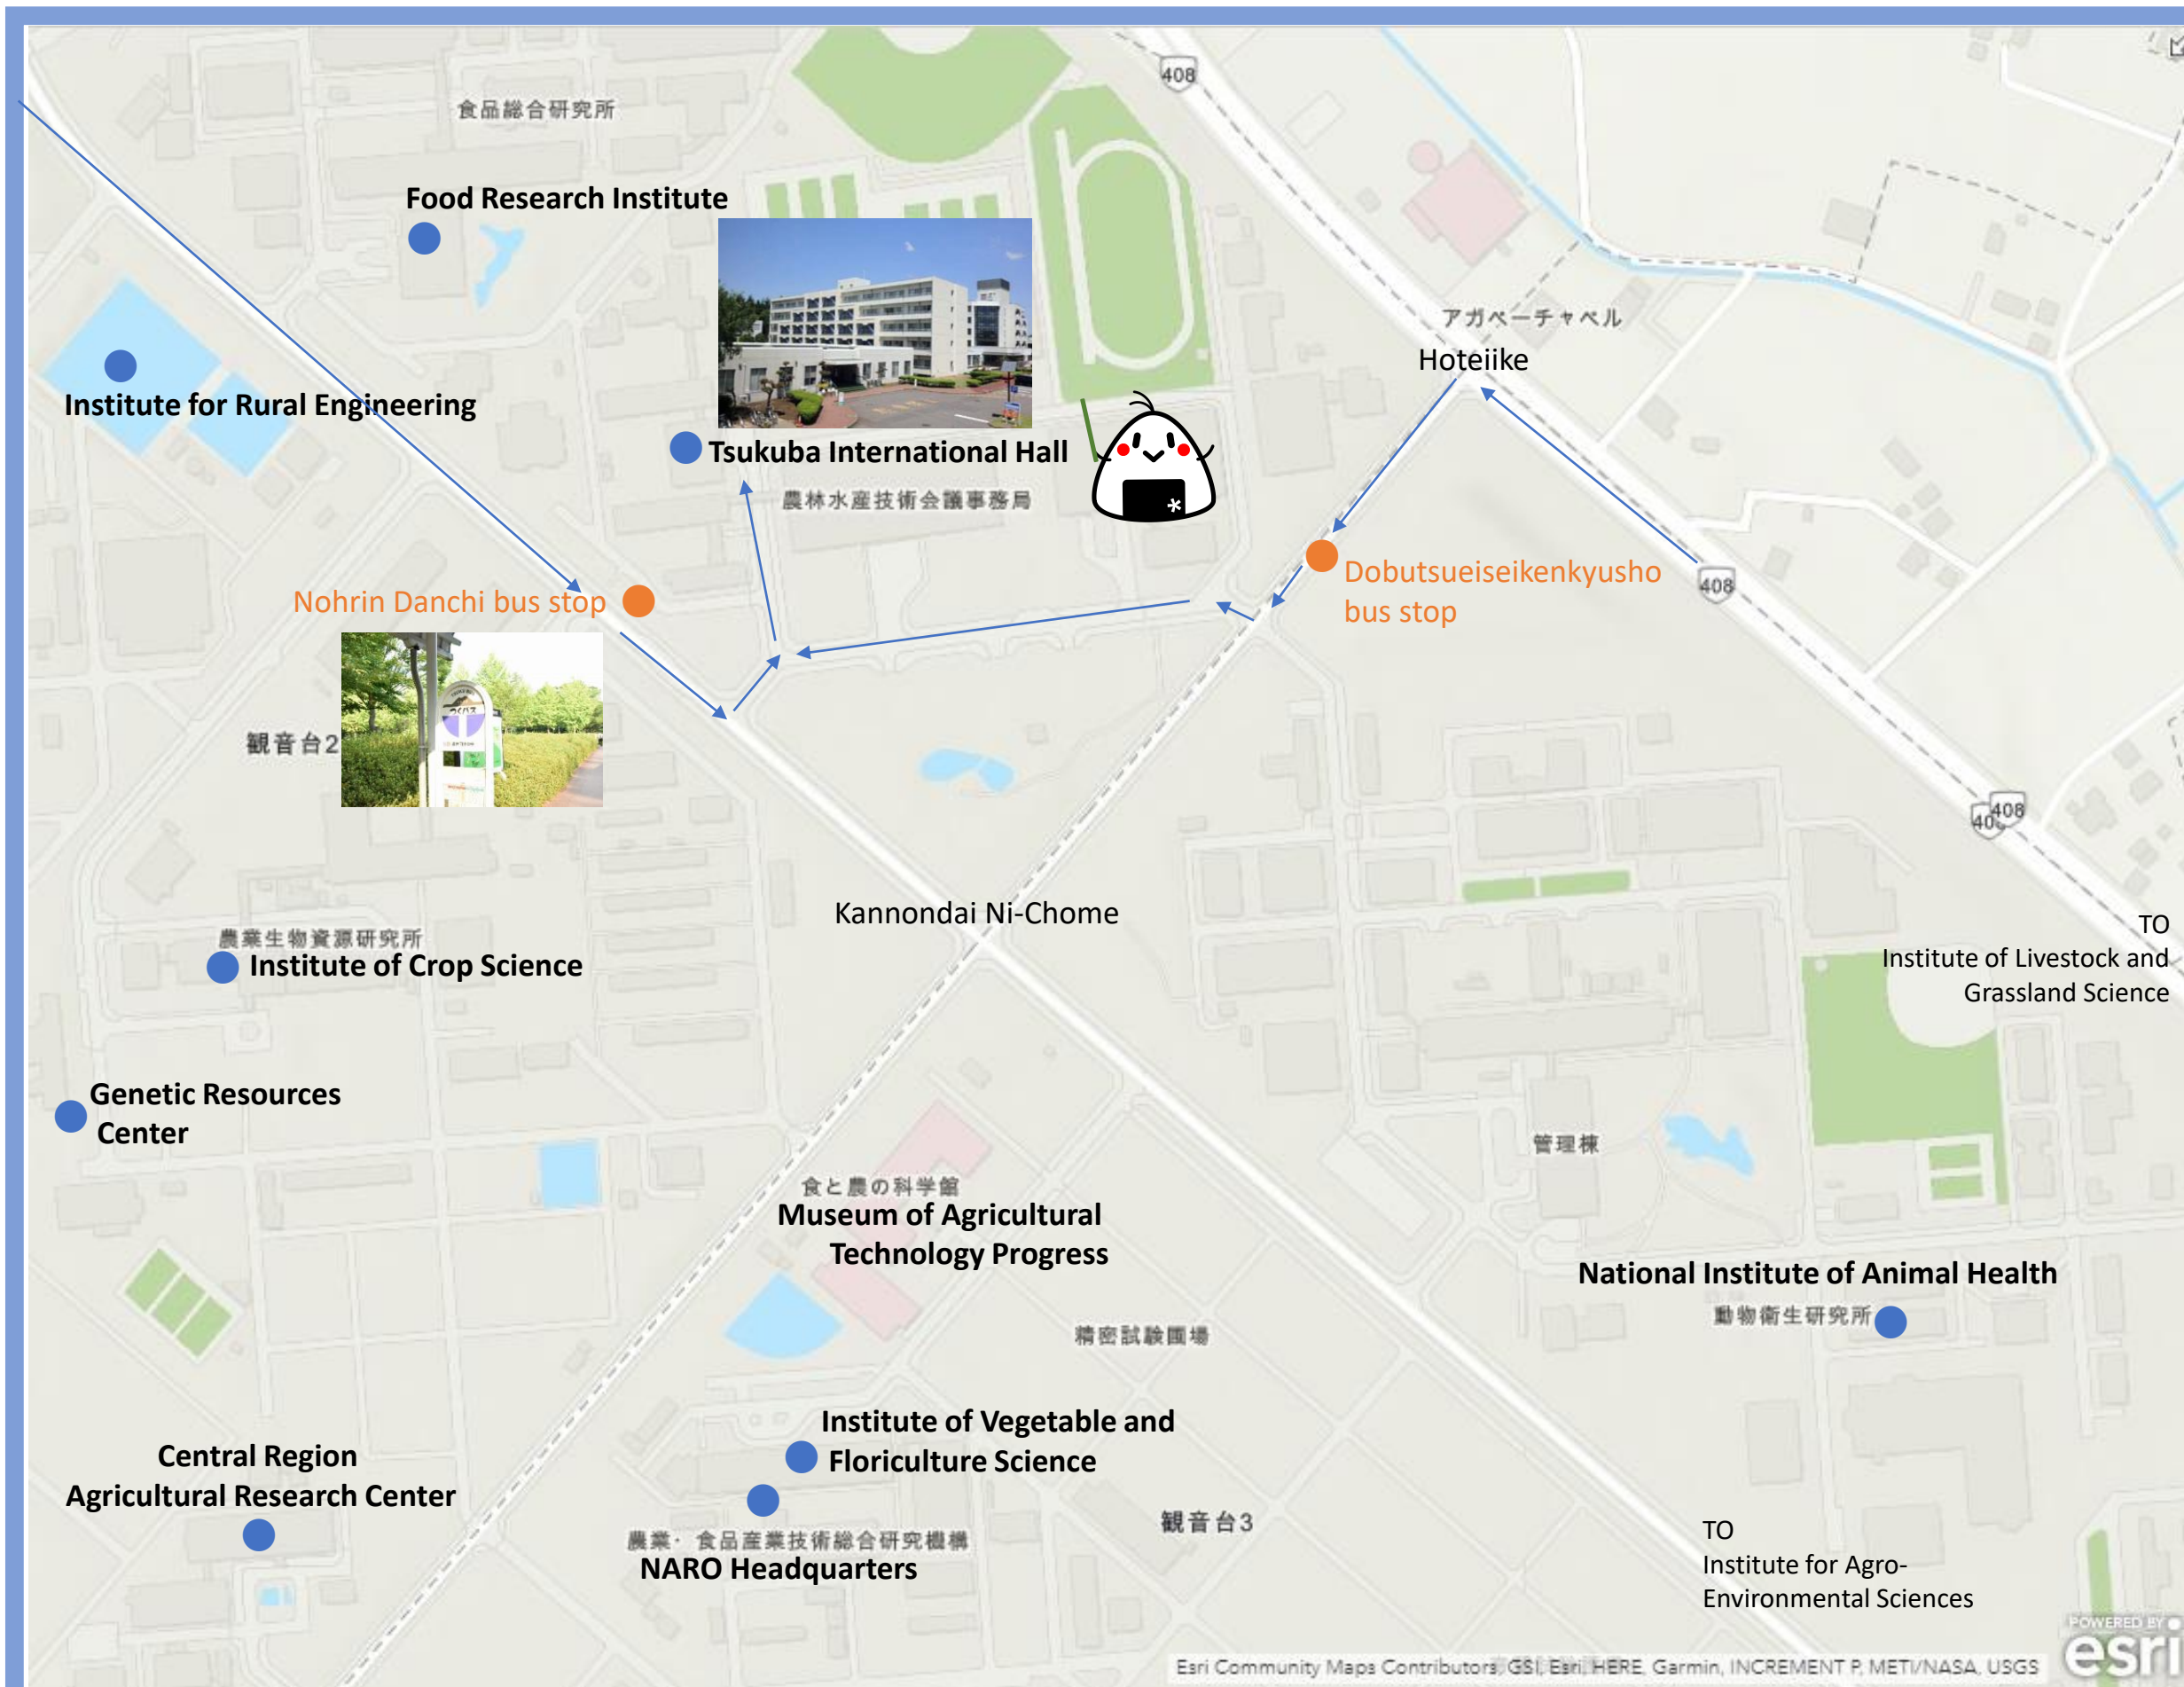 408
食品総合研究所
Food Research Institute
アガペーチャペル
Hoteiike
Institute for Rural Engineering
Tsukuba International Hall
農林水産技術会議事務局
*
Dobutsueiseikenkyusho
bus stop
408
Nohrin Danchi bus stop
観音台2
408
Kannondai Ni-Chome
農業生物資源研究所
Institute of Crop Science
TO
Institute of Livestock and
Grassland Science
Genetic Resources
Center
管理棟
食と農の科学館
Museum of Agricultural
Technology Progress
National Institute of Animal Health
動物衛生研究所
精密試験圃場
Institute of Vegetable and
Floriculture Science
Central Region
Agricultural Research Center
農業・食品産業技術総合研究機構
NARO Headquarters
観音台3
TO
Institute for Agro-
Environmental Sciences
POWERED BY
esri
Esri Community Maps Contributors, GSI, Esri, HERE, Garmin, INCREMENT P, METI/NASA, USGS